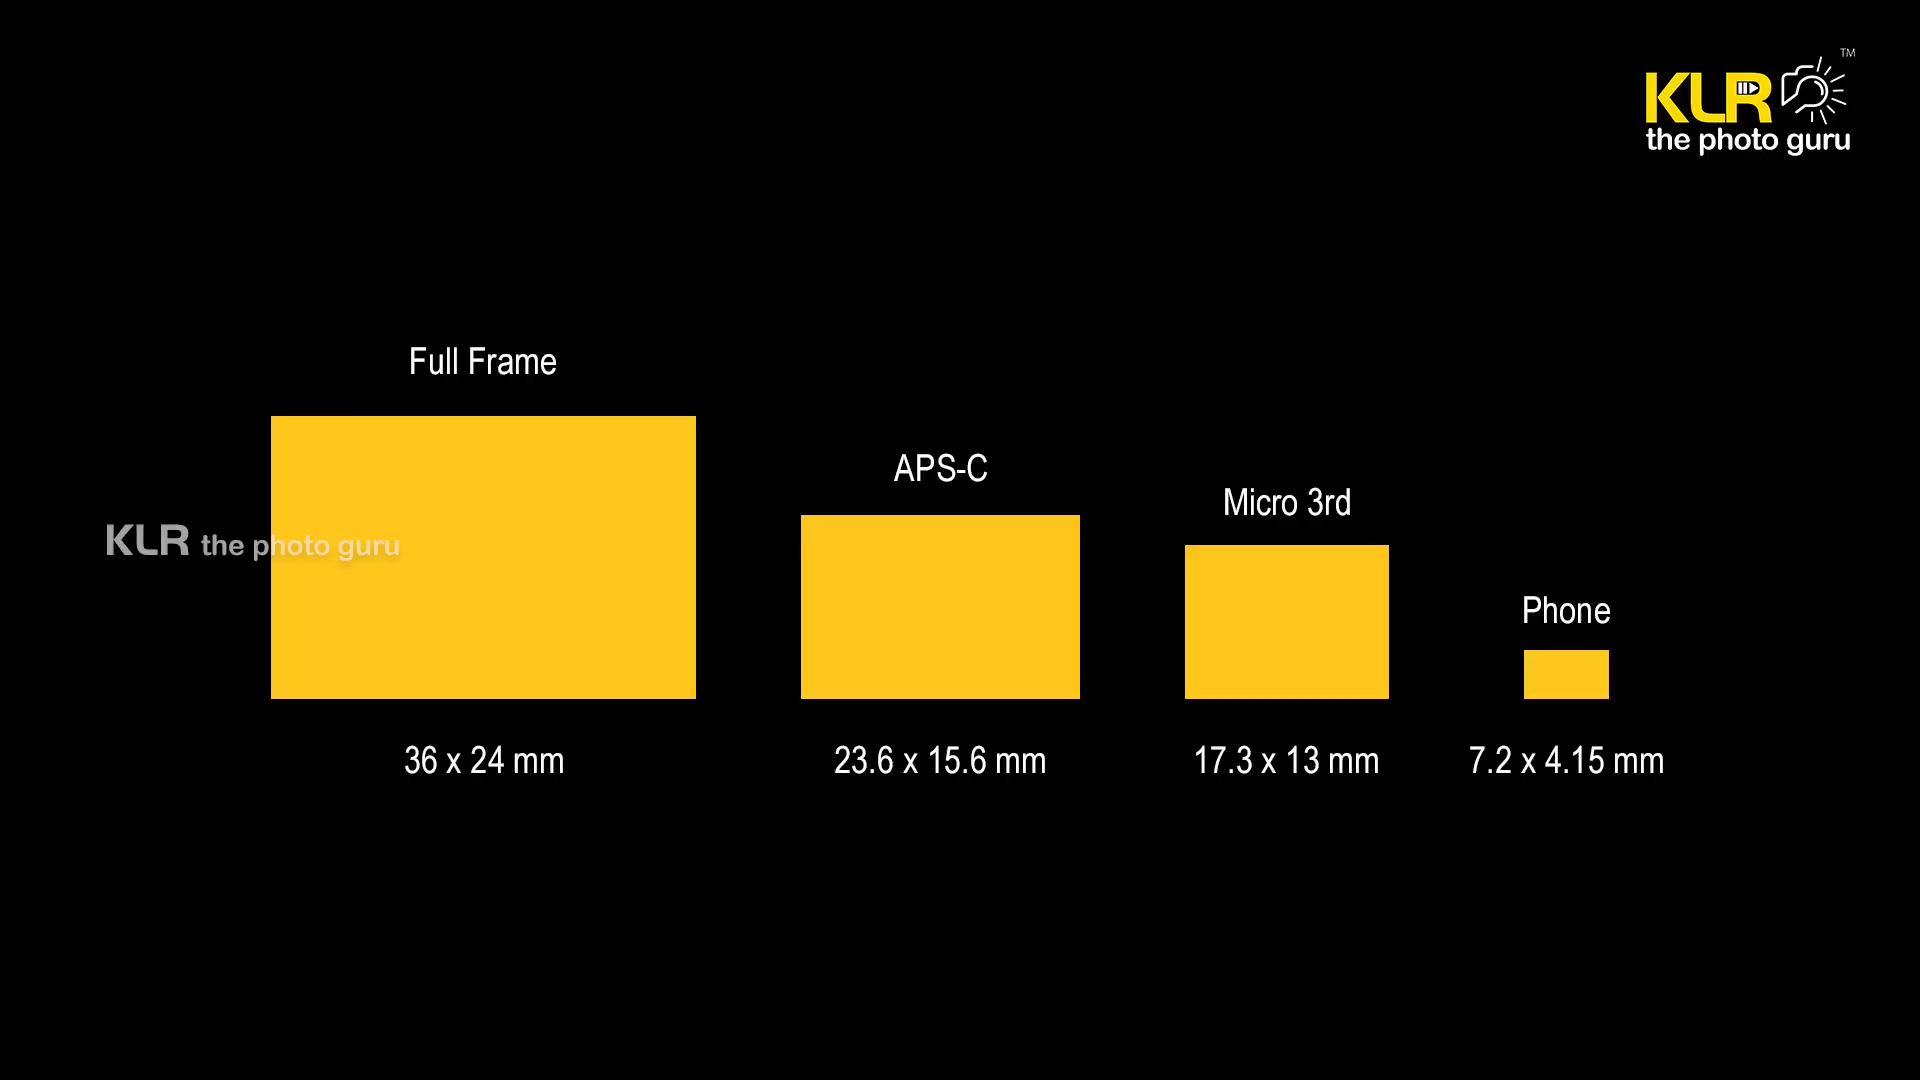 TM
KLR
the photo guru
Full Frame
APS-C
Micro 3rd
Phone
KLR the photo guru
36 x 24 mm
23.6 x 15.6 mm
17.3 x 13 mm
7.2 x 4.15 mm